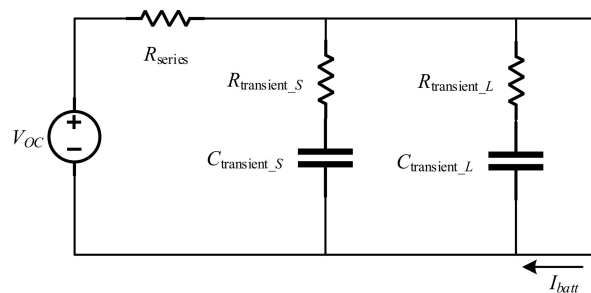 R_series
R_transient_S
R_transient_L
+
V_OC
−
C_transient_S
C_transient_L
I_batt